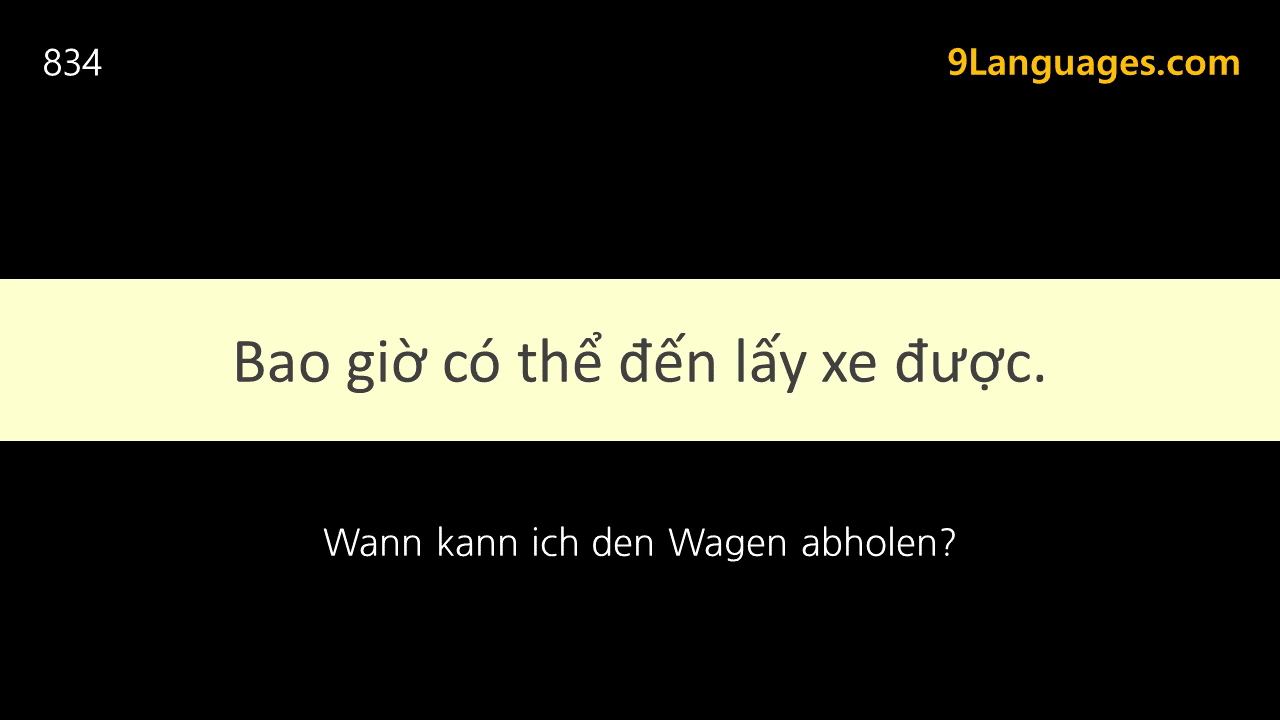 834
9Languages.com
Bao giờ có thể đến lấy xe được.
Wann kann ich den Wagen abholen?